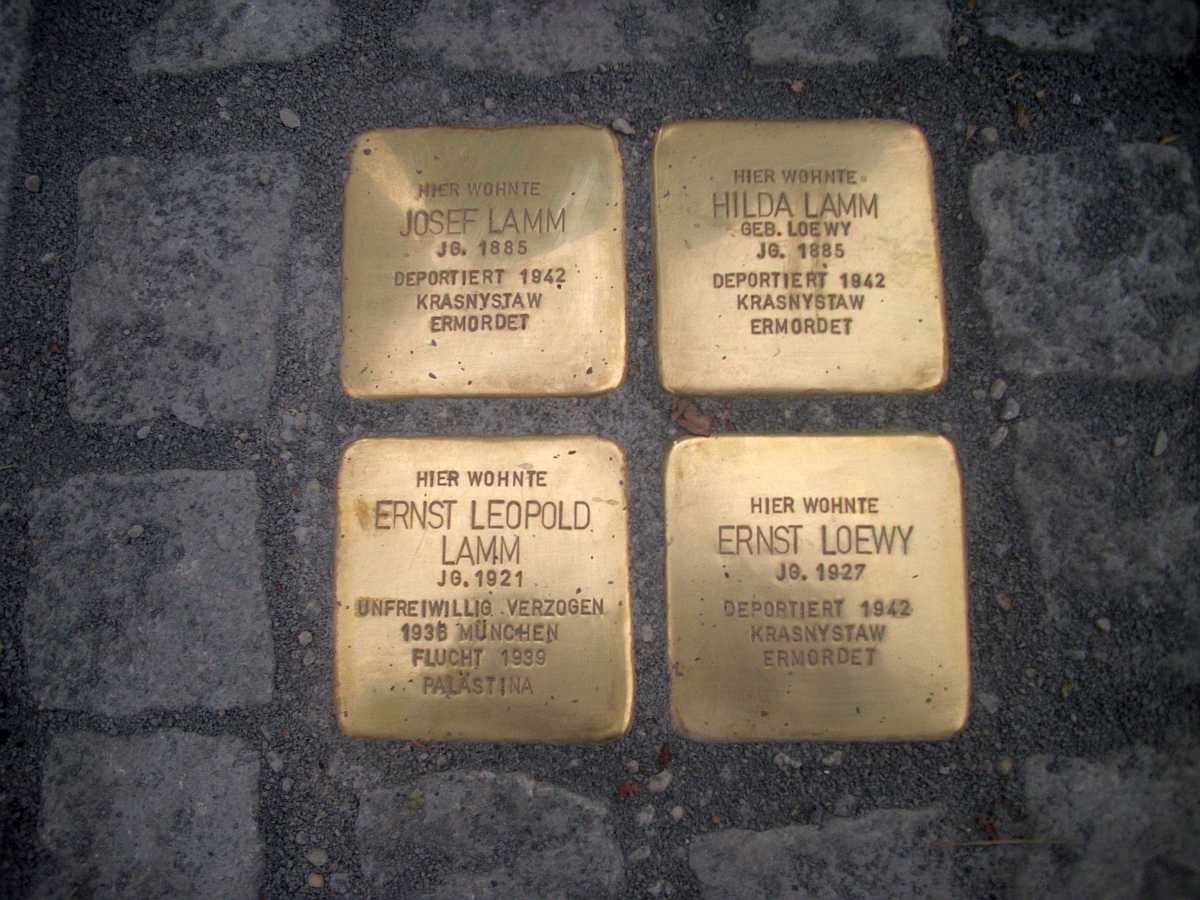 HIER WOHNTE
JOSEF LAMM
JG. 1885
DEPORTIERT 1942
KRASNYSTAW
ERMORDET
HIER WOHNTE
HILDA LAMM
GEB. LOEWY
JG. 1885
DEPORTIERT 1942
KRASNYSTAW
ERMORDET
HIER WOHNTE
ERNST LEOPOLD
LAMM
JG. 1921
UNFREIWILLIG VERZOGEN
1936 MÜNCHEN
FLUCHT 1939
PALÄSTINA
HIER WOHNTE
ERNST LOEWY
JG. 1927
DEPORTIERT 1942
KRASNYSTAW
ERMORDET